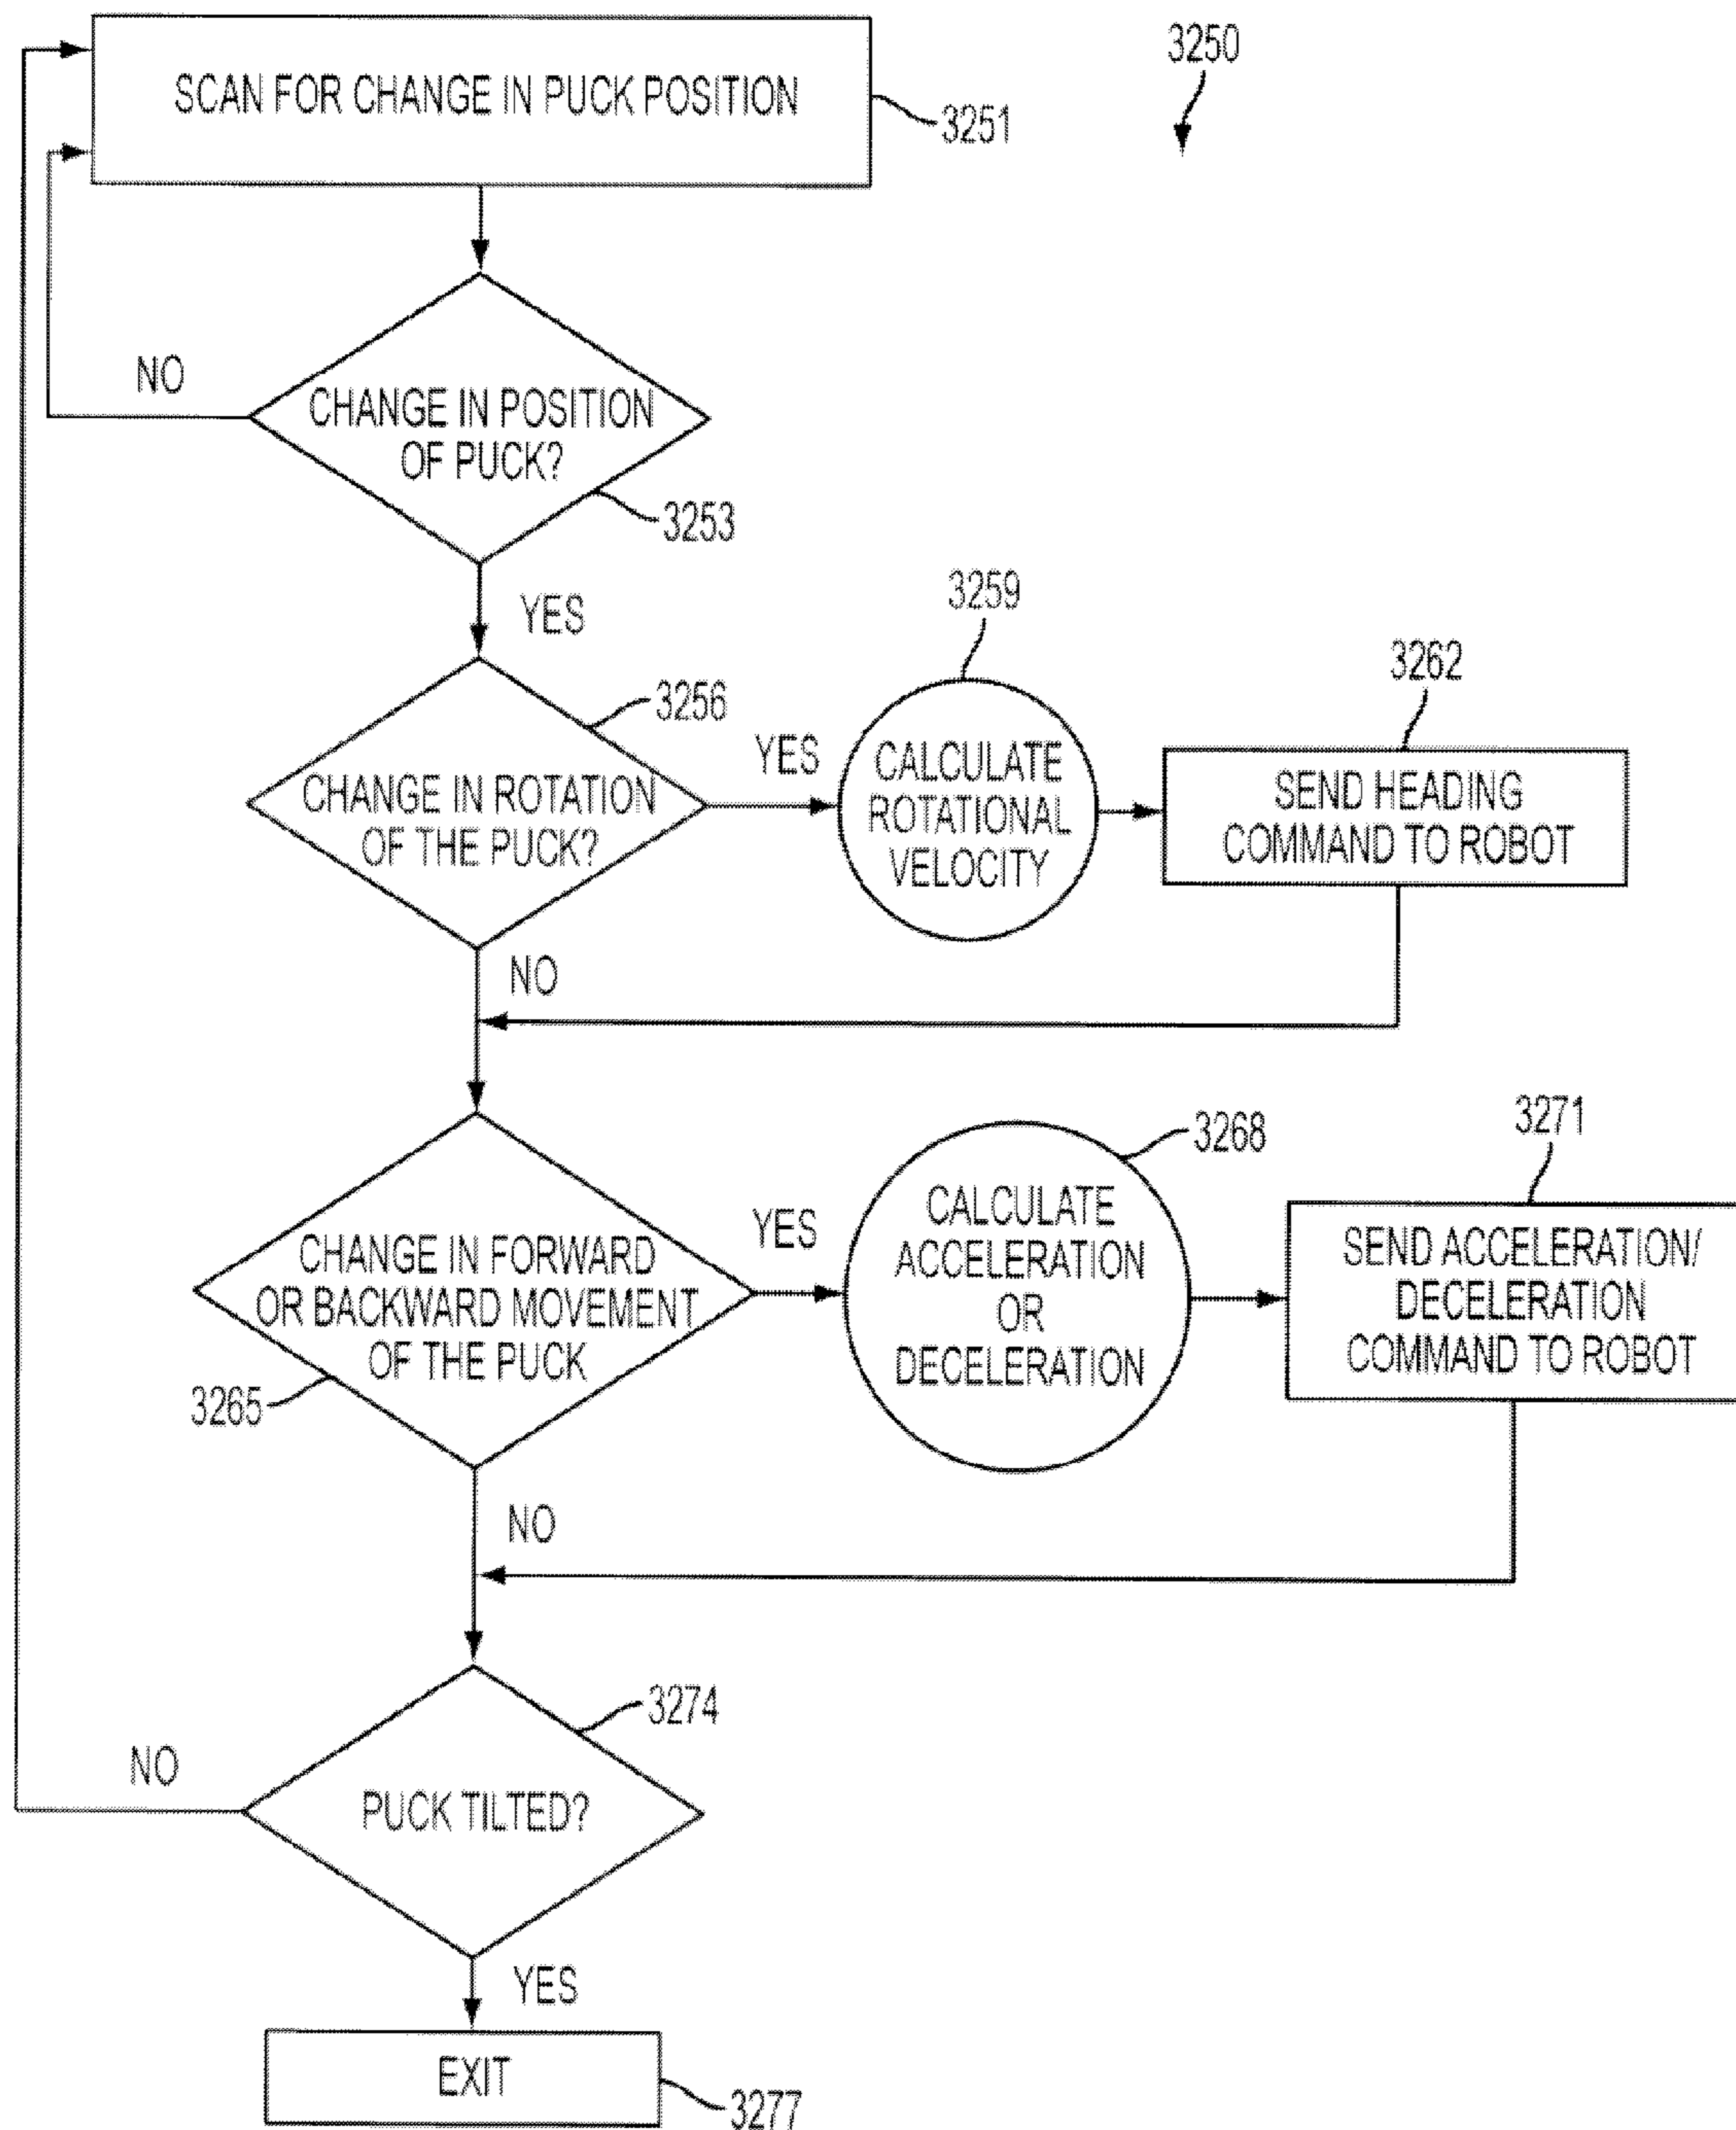 3250
SCAN FOR CHANGE IN PUCK POSITION
3251
NO
CHANGE IN POSITION
OF PUCK?
3253
YES
3259
3262
3256
CHANGE IN ROTATION
OF THE PUCK?
YES
CALCULATE
ROTATIONAL
VELOCITY
SEND HEADING
COMMAND TO ROBOT
NO
3268
3271
CHANGE IN FORWARD
OR BACKWARD MOVEMENT
OF THE PUCK
3265
YES
CALCULATE
ACCELERATION
OR
DECELERATION
SEND ACCELERATION/
DECELERATION
COMMAND TO ROBOT
NO
3274
NO
PUCK TILTED?
YES
EXIT
3277